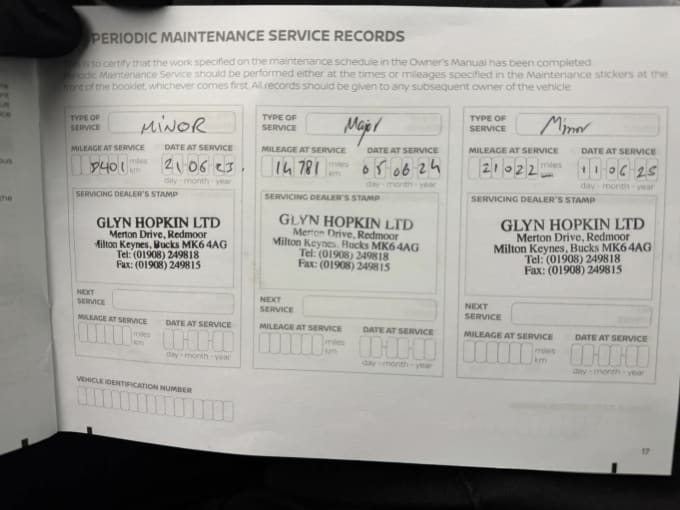 PERIODIC MAINTENANCE SERVICE RECORDS
is to certify that the work specified on the maintenance schedule in the Owner's Manual has been completed.
Periodic Maintenance Service should be performed either at the times or mileages specified in the Maintenance stickers at the
front of the booklet, whichever comes first. All records should be given to any subsequent owner of the vehicle.
TYPE OF SERVICE MINOR
MILEAGE AT SERVICE DATE AT SERVICE
8401 miles km 21 06 23
day - month - year
SERVICING DEALER'S STAMP
GLYN HOPKIN LTD
Merton Drive, Redmoor
Milton Keynes, Bucks MK6 4AG
Tel: (01908) 249818
Fax: (01908) 249815
NEXT SERVICE
MILEAGE AT SERVICE DATE AT SERVICE
miles km
day - month - year
VEHICLE IDENTIFICATION NUMBER
TYPE OF SERVICE Major
MILEAGE AT SERVICE DATE AT SERVICE
14781 miles km 05 06 24
day - month - year
SERVICING DEALER'S STAMP
GLYN HOPKIN LTD
Merton Drive, Redmoor
Milton Keynes, Bucks MK6 4AG
Tel: (01908) 249818
Fax: (01908) 249815
NEXT SERVICE
MILEAGE AT SERVICE DATE AT SERVICE
miles km
day - month - year
TYPE OF SERVICE Minor
MILEAGE AT SERVICE DATE AT SERVICE
21022 miles km 11 06 25
day - month - year
SERVICING DEALER'S STAMP
GLYN HOPKIN LTD
Merton Drive, Redmoor
Milton Keynes, Bucks MK6 4AG
Tel: (01908) 249818
Fax: (01908) 249815
NEXT SERVICE
MILEAGE AT SERVICE DATE AT SERVICE
miles km
day - month - year
17